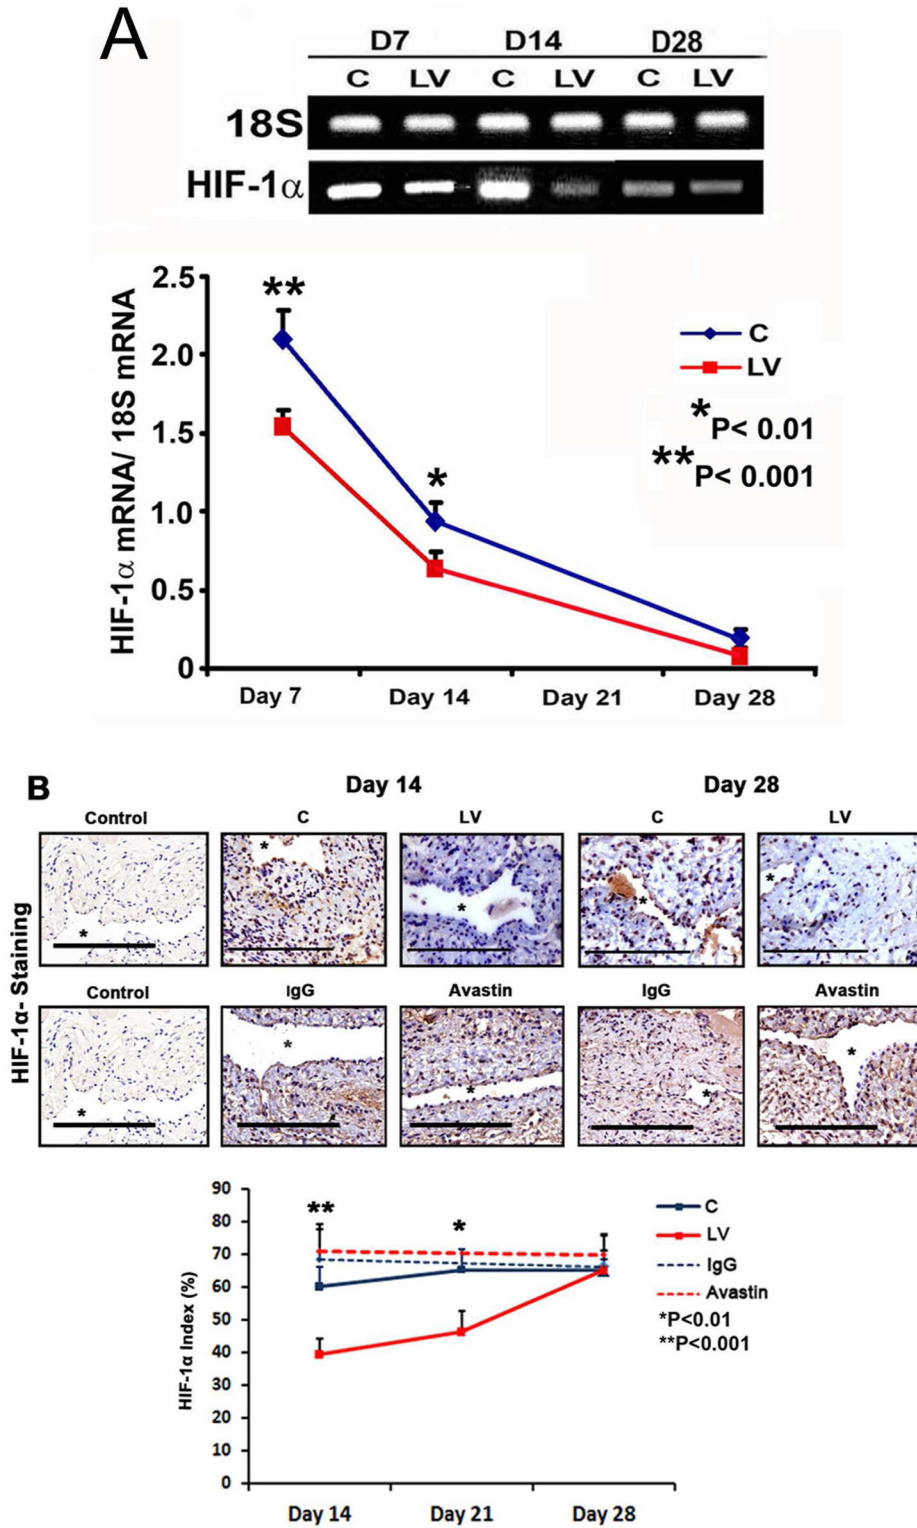 A
D7 D14 D28
C LV C LV C LV
18S
HIF-1α
HIF-1α mRNA/ 18S mRNA
2.5
2.0
1.5
1.0
0.5
0
**
*
C
LV
*P< 0.01
**P< 0.001
Day 7 Day 14 Day 21 Day 28
B
Day 14 Day 28
Control C LV C LV
* * * * *
HIF-1α- Staining
Control IgG Avastin IgG Avastin
* * * * *
90
80
70
60
50
40
30
20
10
0
HIF-1α Index (%)
** *
C
LV
IgG
Avastin
*P<0.01
**P<0.001
Day 14 Day 21 Day 28